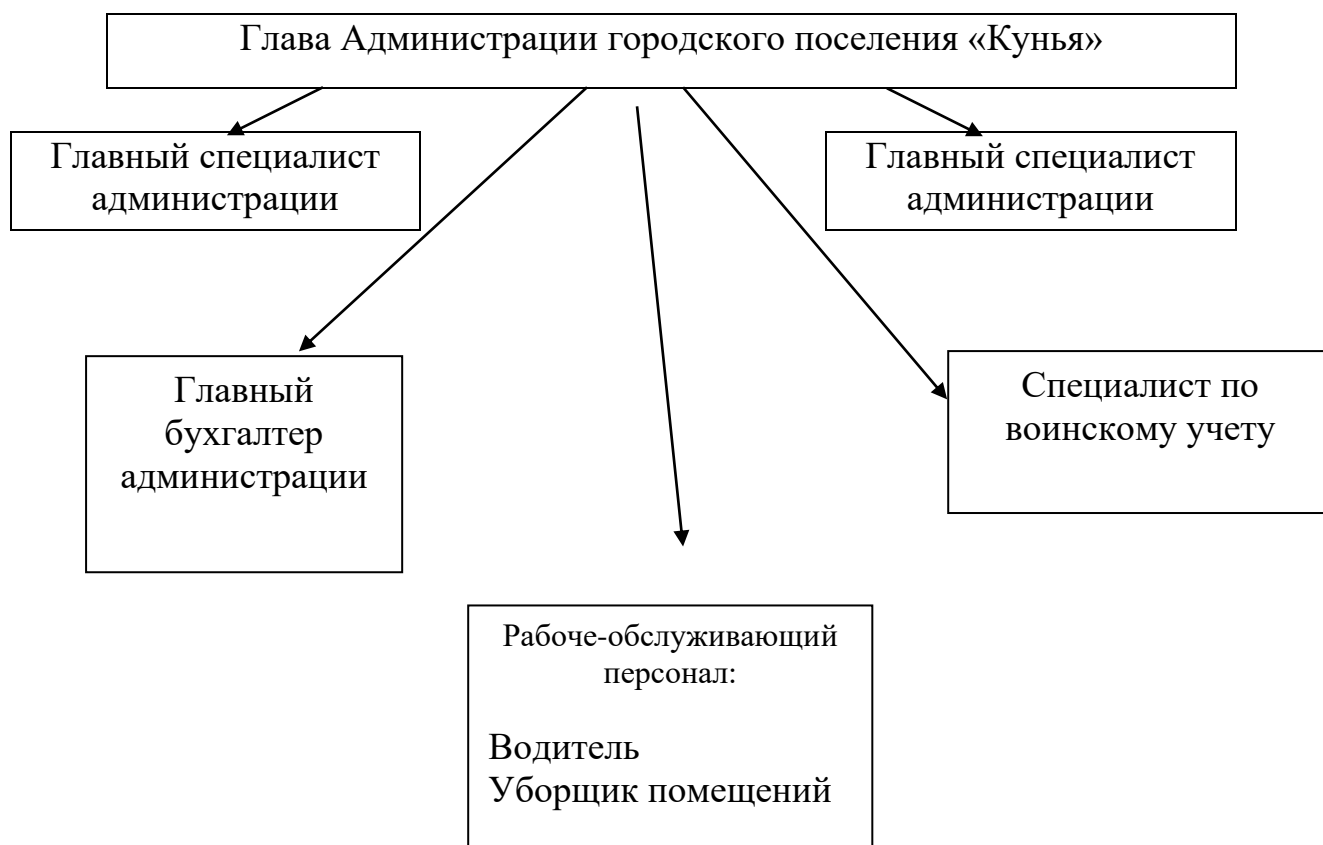 Глава Администрации городского поселения «Кунья»
Главный специалист
администрации
Главный специалист
администрации
Главный
бухгалтер
администрации
Специалист по
воинскому учету
Рабоче-обслуживающий
персонал:
Водитель
Уборщик помещений